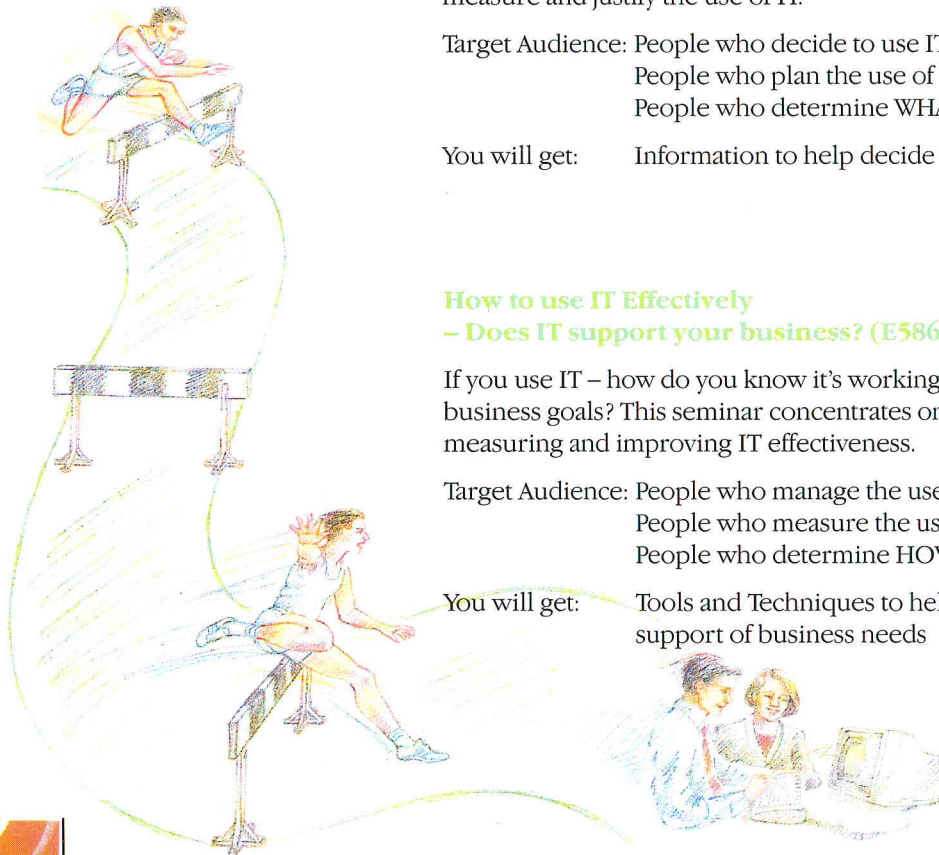 measure and justify the use of IT.
Target Audience: People who decide to use IT
People who plan the use of
People who determine
You will get: Information to help decide
How to use IT Effectively
– Does IT support your business? (E586
If you use IT – how do you know it's working
business goals? This seminar concentrates on
measuring and improving IT effectiveness.
Target Audience: People who manage the use
People who measure the
People who determine
You will get: Tools and Techniques to
support of business needs